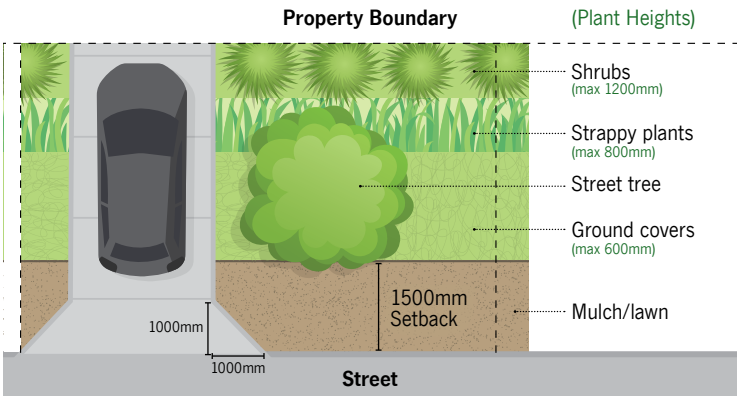 Property Boundary
(Plant Heights)
Shrubs
(max 1200mm)
Strappy plants
(max 800mm)
Street tree
Ground covers
(max 600mm)
1500mm
Setback
Mulch/lawn
1000mm
1000mm
Street